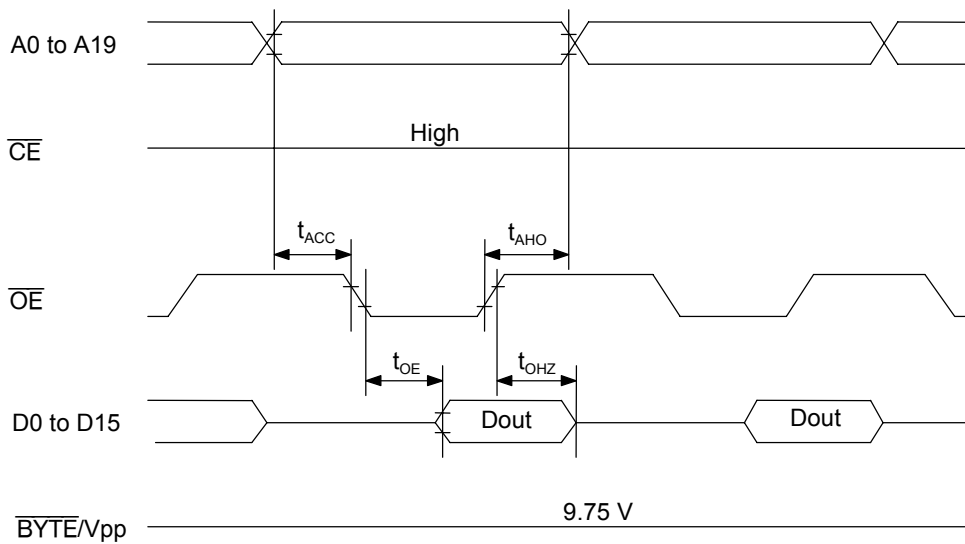 A0 to A19
High
CE
tACC
tAHO
OE
tOE
tOHZ
D0 to D15
Dout
Dout
9.75 V
BYTE/Vpp